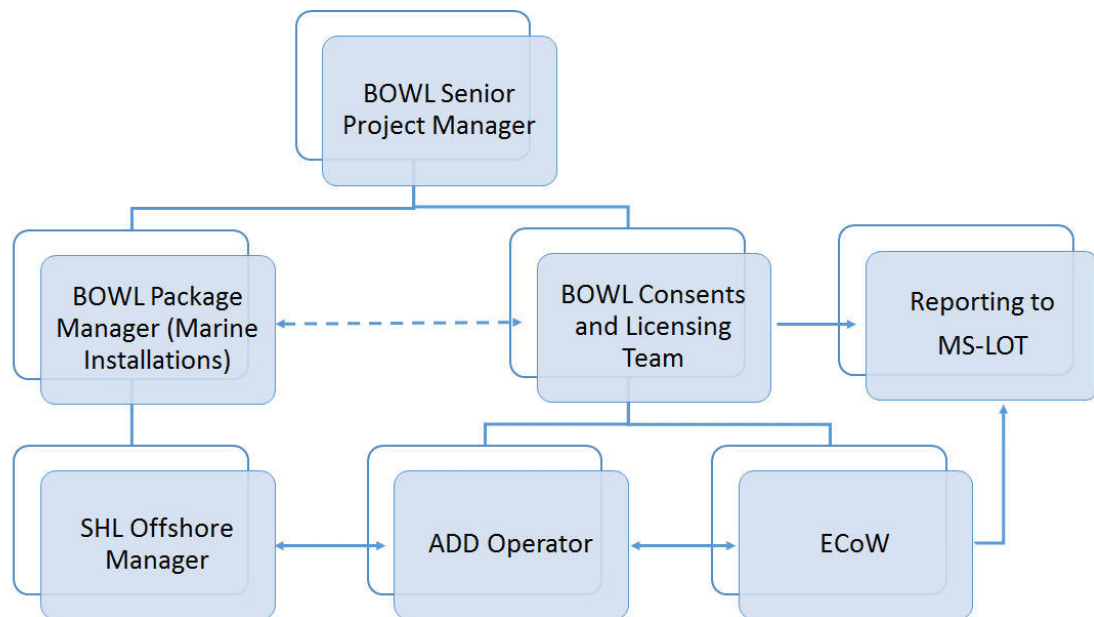 BOWL Senior
Project Manager
BOWL Package
Manager (Marine
Installations)
BOWL Consents
and Licensing
Team
Reporting to
MS-LOT
SHL Offshore
Manager
ADD Operator
ECoW